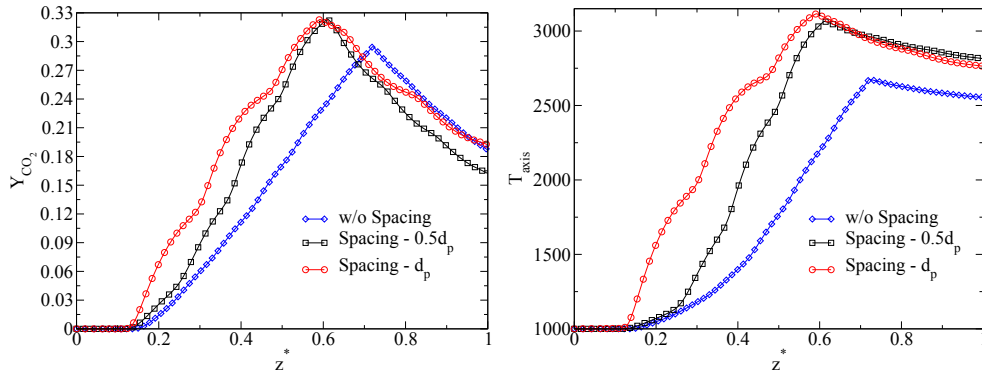 0.33
0.3
0.27
0.24
0.21
0.18
0.15
0.12
0.09
0.06
0.03
0
Y_CO₂
0
0.2
0.4
0.6
0.8
1
z*
w/o Spacing
Spacing - 0.5d_p
Spacing - d_p
3000
2500
2000
1500
1000
T_axis
0
0.2
0.4
0.6
0.8
1
z*
w/o Spacing
Spacing - 0.5d_p
Spacing - d_p